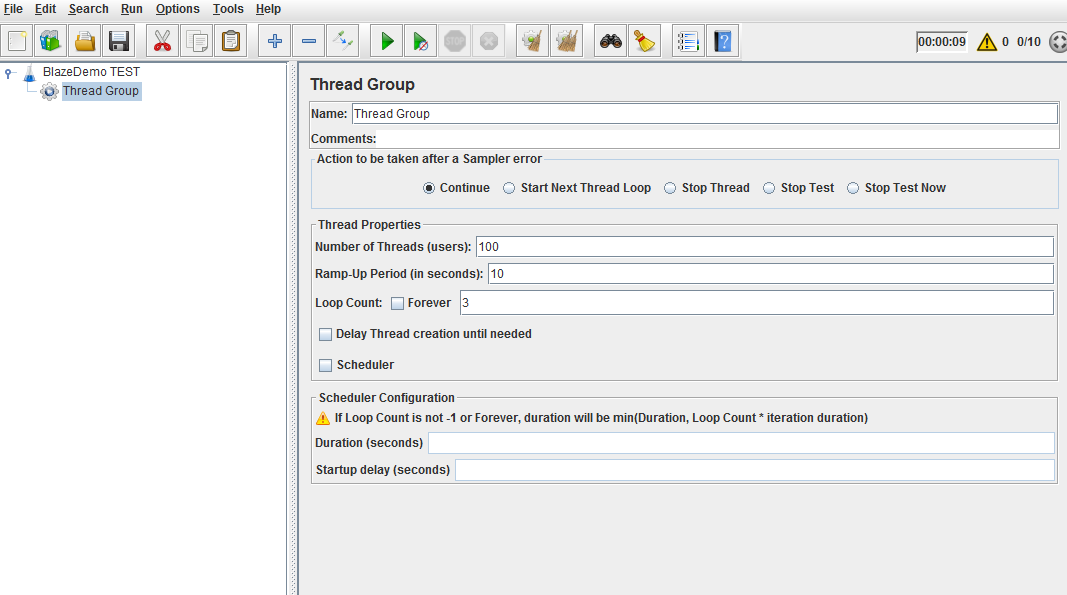 File Edit Search Run Options Tools Help
STOP
00:00:09 0 0/10
BlazeDemo TEST
Thread Group
Thread Group
Name: Thread Group
Comments:
Action to be taken after a Sampler error
Continue Start Next Thread Loop Stop Thread Stop Test Stop Test Now
Thread Properties
Number of Threads (users): 100
Ramp-Up Period (in seconds): 10
Loop Count: Forever 3
Delay Thread creation until needed
Scheduler
Scheduler Configuration
If Loop Count is not -1 or Forever, duration will be min(Duration, Loop Count * iteration duration)
Duration (seconds)
Startup delay (seconds)